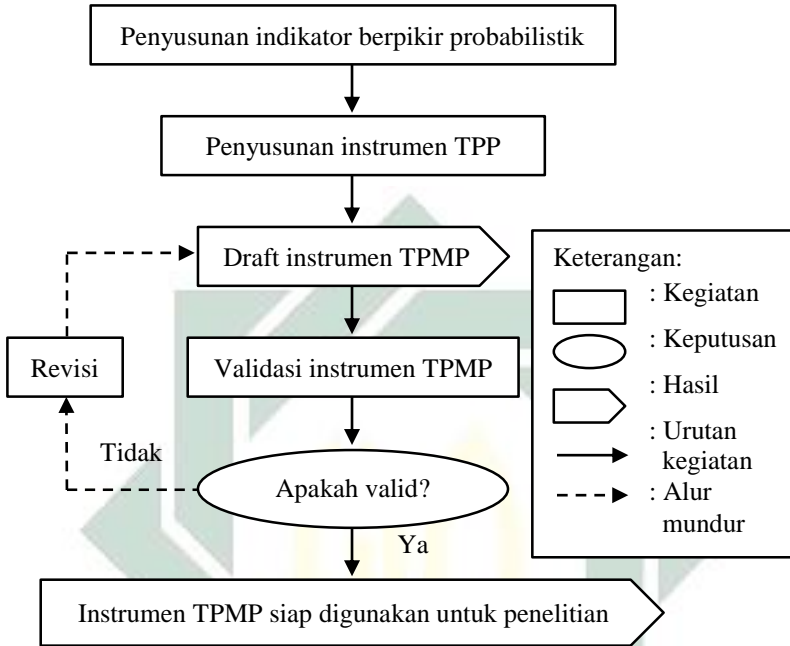 Penyusunan indikator berpikir probabilistik
Penyusunan instrumen TPP
Draft instrumen TPMP
Revisi
Validasi instrumen TPMP
Tidak
Apakah valid?
Ya
Instrumen TPMP siap digunakan untuk penelitian
Keterangan:
: Kegiatan
: Keputusan
: Hasil
: Urutan
kegiatan
: Alur
mundur